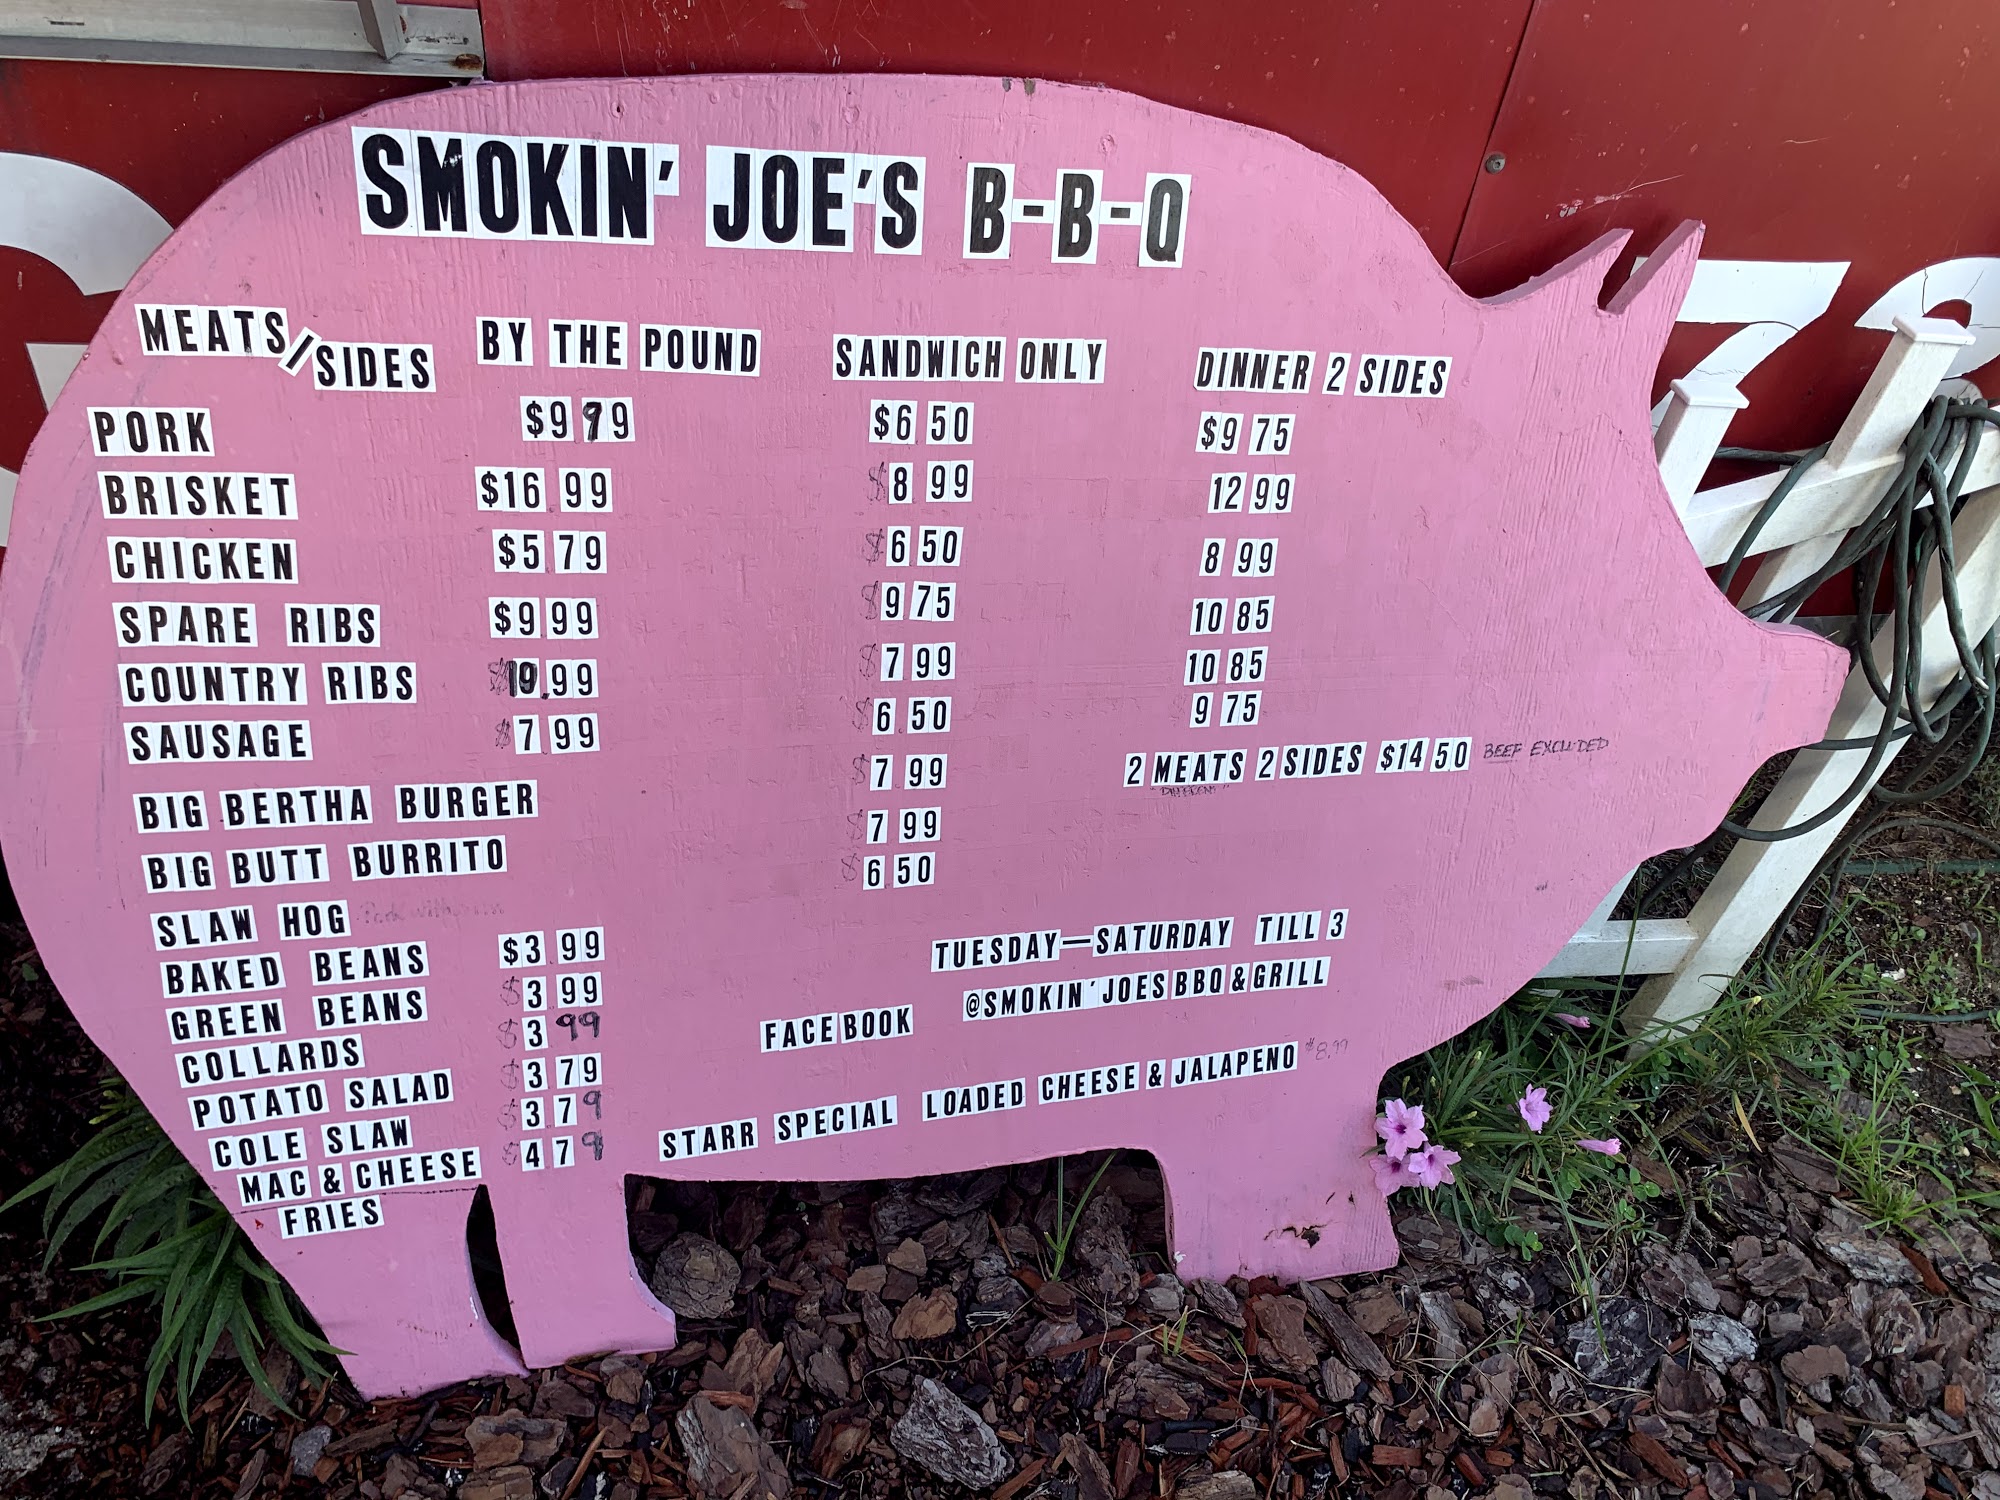 SMOKIN' JOE'S B-B-Q
MEATS/SIDES BY THE POUND SANDWICH ONLY DINNER 2 SIDES
PORK $9 99 $6 50 $9 75
BRISKET $16 99 $8 99 12 99
CHICKEN $5 79 $6 50 8 99
SPARE RIBS $9 99 $9 75 10 85
COUNTRY RIBS $10.99 $7 99 10 85
SAUSAGE $7 99 $6 50 9 75
BIG BERTHA BURGER $7 99 2 MEATS 2 SIDES $14 50 BEEF EXCLUDED
BIG BUTT BURRITO $7 99
SLAW HOG $6 50
BAKED BEANS $3 99
GREEN BEANS $3 99
COLLARDS $3 99
POTATO SALAD $3 79
COLE SLAW $3 79
MAC & CHEESE $4 79
FRIES
TUESDAY—SATURDAY TILL 3
FACEBOOK @SMOKIN'JOESBBQ&GRILL
STARR SPECIAL LOADED CHEESE & JALAPENO $8.99